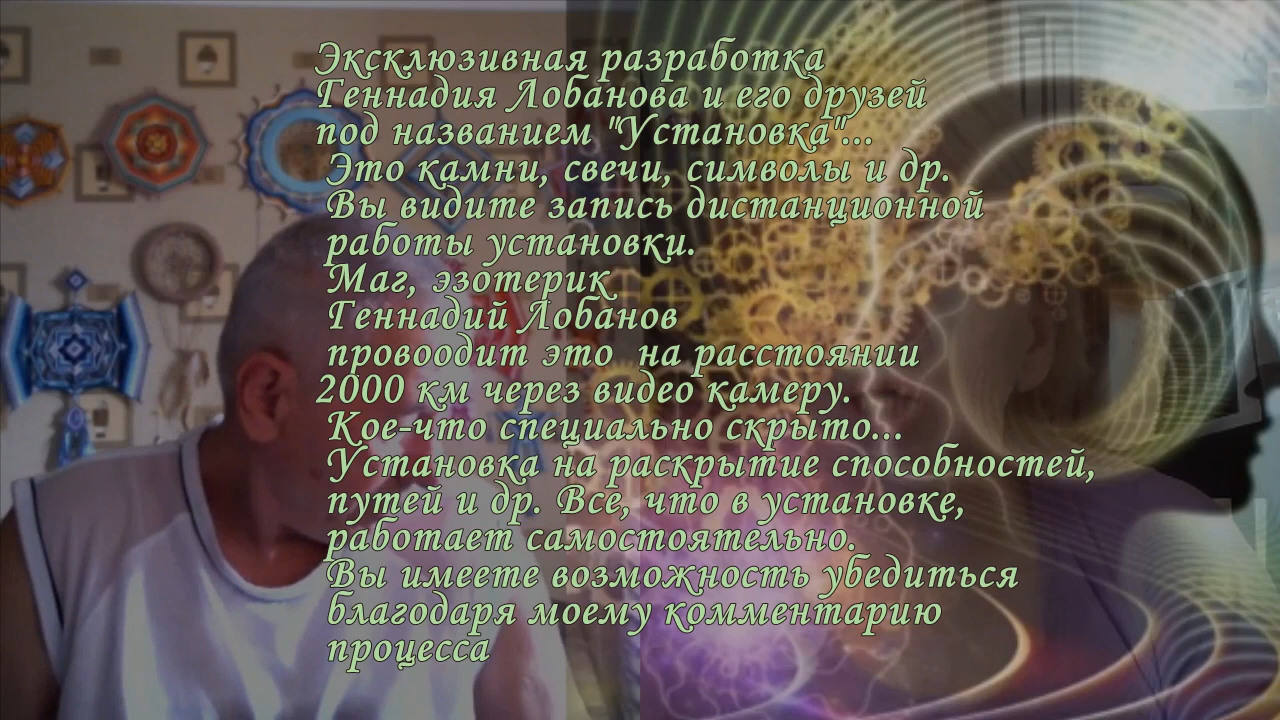 Эксклюзивная разработка
Геннадия Лобанова и его друзей
под названием "Установка"...
Это камни, свечи, символы и др.
Вы видите запись дистанционной
работы установки.
Маг, эзотерик
Геннадий Лобанов
провоодит это на расстоянии
2000 км через видео камеру.
Кое-что специально скрыто...
Установка на раскрытие способностей,
путей и др. Все, что в установке,
работает самостоятельно.
Вы имеете возможность убедиться
благодаря моему комментарию
процесса